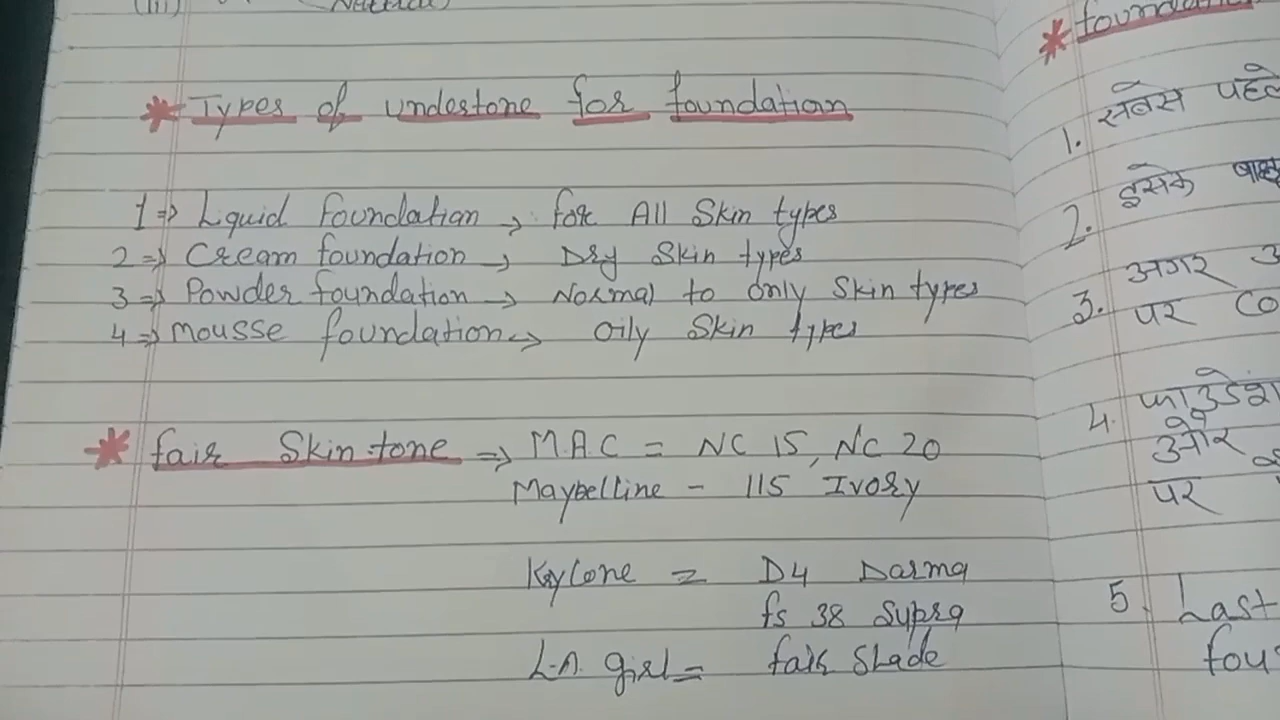 (iii)
* Types of undestone for foundation
1⇒ Liquid foundation → for All Skin types
2⇒ Cream foundation → Dry Skin types
3⇒ Powder foundation → Normal to only Skin types
4⇒ Mousse foundation → Oily Skin types
* fair Skin tone ⇒ M.A.C = NC 15, NC 20
Maybelline - 115 Ivory
= D4 Darma
fs 38 Supra
L.A. girl = fair Shade
* foundation
1. सबसे पहले
2. इसके बाद
3. अगर
पर Co
4. फाउंडेशन
और
पर
5. Last
fou